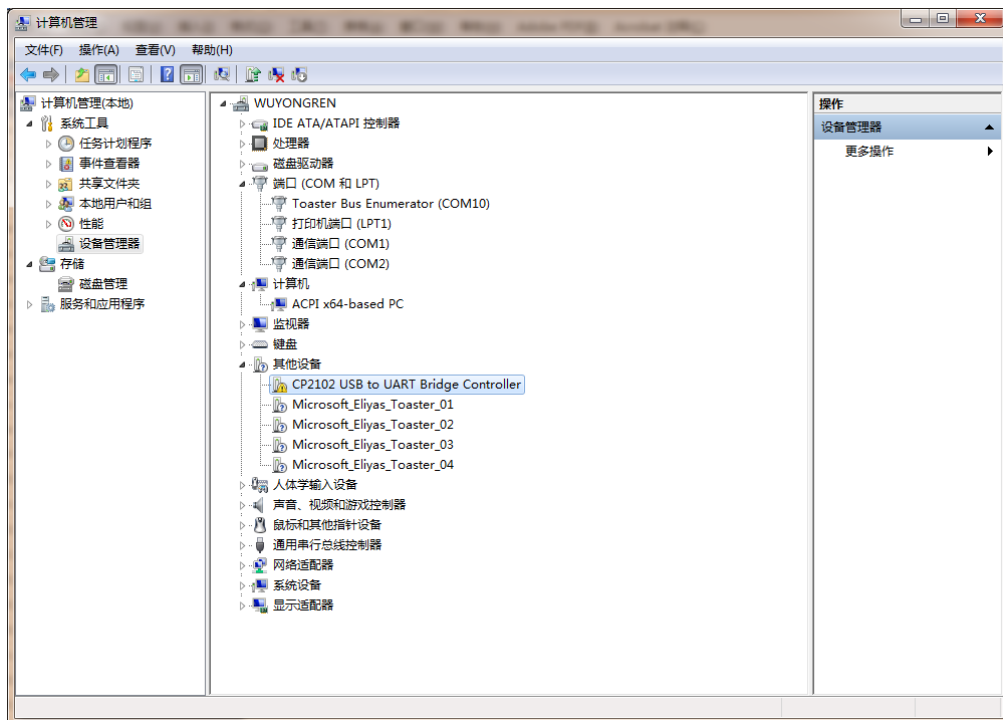 计算机管理
文件(F) 操作(A) 查看(V) 帮助(H)
计算机管理(本地)
系统工具
任务计划程序
事件查看器
共享文件夹
本地用户和组
性能
设备管理器
存储
磁盘管理
服务和应用程序
WUYONGREN
IDE ATA/ATAPI 控制器
处理器
磁盘驱动器
端口 (COM 和 LPT)
Toaster Bus Enumerator (COM10)
打印机端口 (LPT1)
通信端口 (COM1)
通信端口 (COM2)
计算机
ACPI x64-based PC
监视器
键盘
其他设备
CP2102 USB to UART Bridge Controller
Microsoft_Eliyas_Toaster_01
Microsoft_Eliyas_Toaster_02
Microsoft_Eliyas_Toaster_03
Microsoft_Eliyas_Toaster_04
人体学输入设备
声音、视频和游戏控制器
鼠标和其他指针设备
通用串行总线控制器
网络适配器
系统设备
显示适配器
操作
设备管理器
更多操作